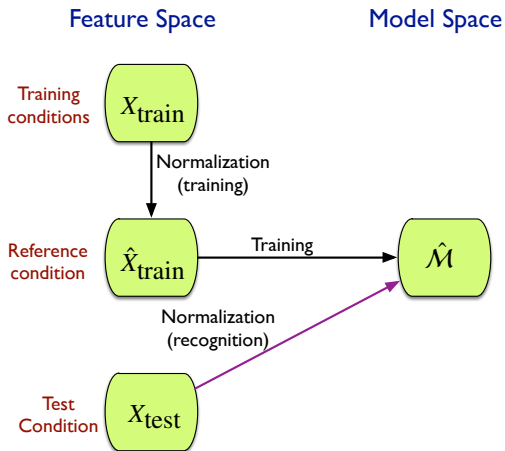 Feature Space
Model Space
Training
conditions
X_train
Normalization
(training)
Reference
condition
X̂_train
Training
M̂
Normalization
(recognition)
Test
Condition
X_test